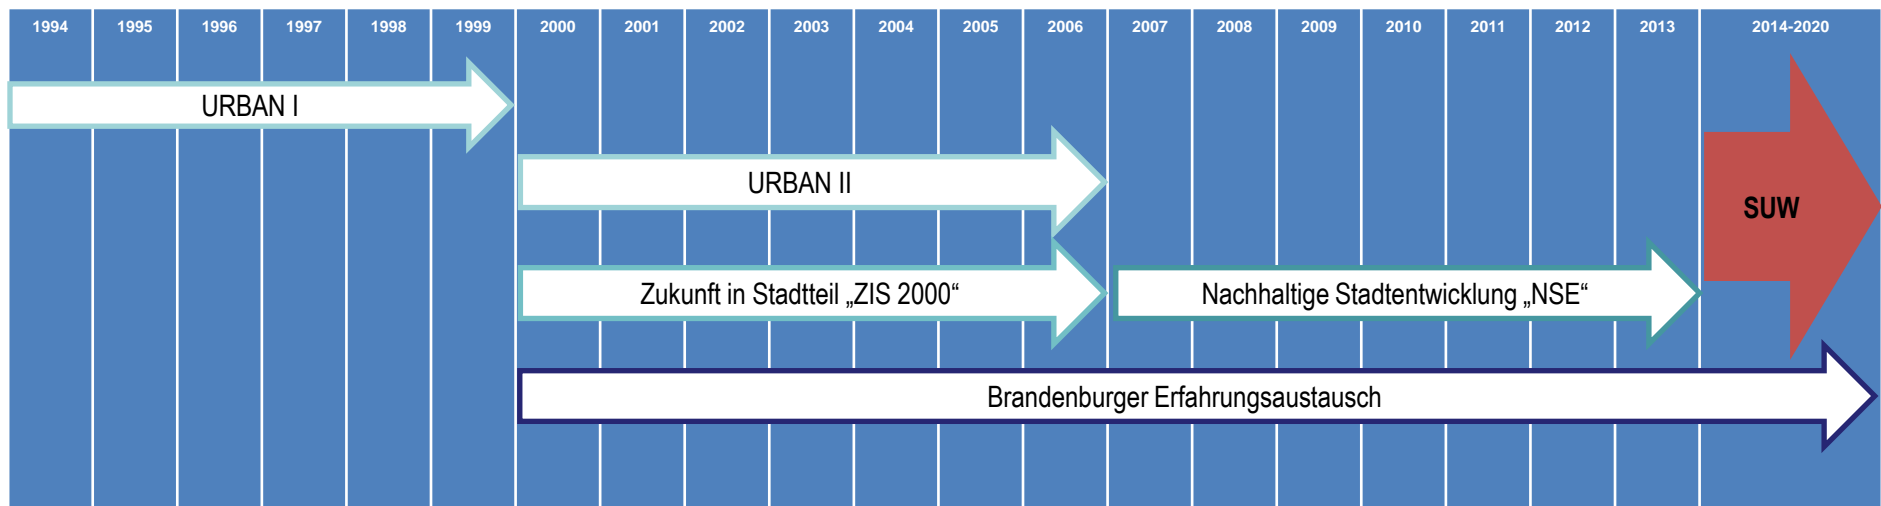 1994 1995 1996 1997 1998 1999 2000 2001 2002 2003 2004 2005 2006 2007 2008 2009 2010 2011 2012 2013 2014-2020
URBAN I
URBAN II
SUW
Zukunft in Stadtteil „ZIS 2000“
Nachhaltige Stadtentwicklung „NSE“
Brandenburger Erfahrungsaustausch